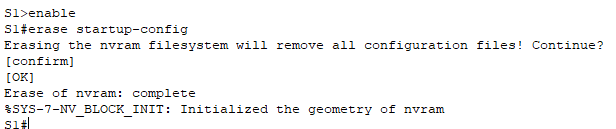 S1>enable
S1#erase startup-config
Erasing the nvram filesystem will remove all configuration files! Continue?
[confirm]
[OK]
Erase of nvram: complete
%SYS-7-NV_BLOCK_INIT: Initialized the geometry of nvram
S1#